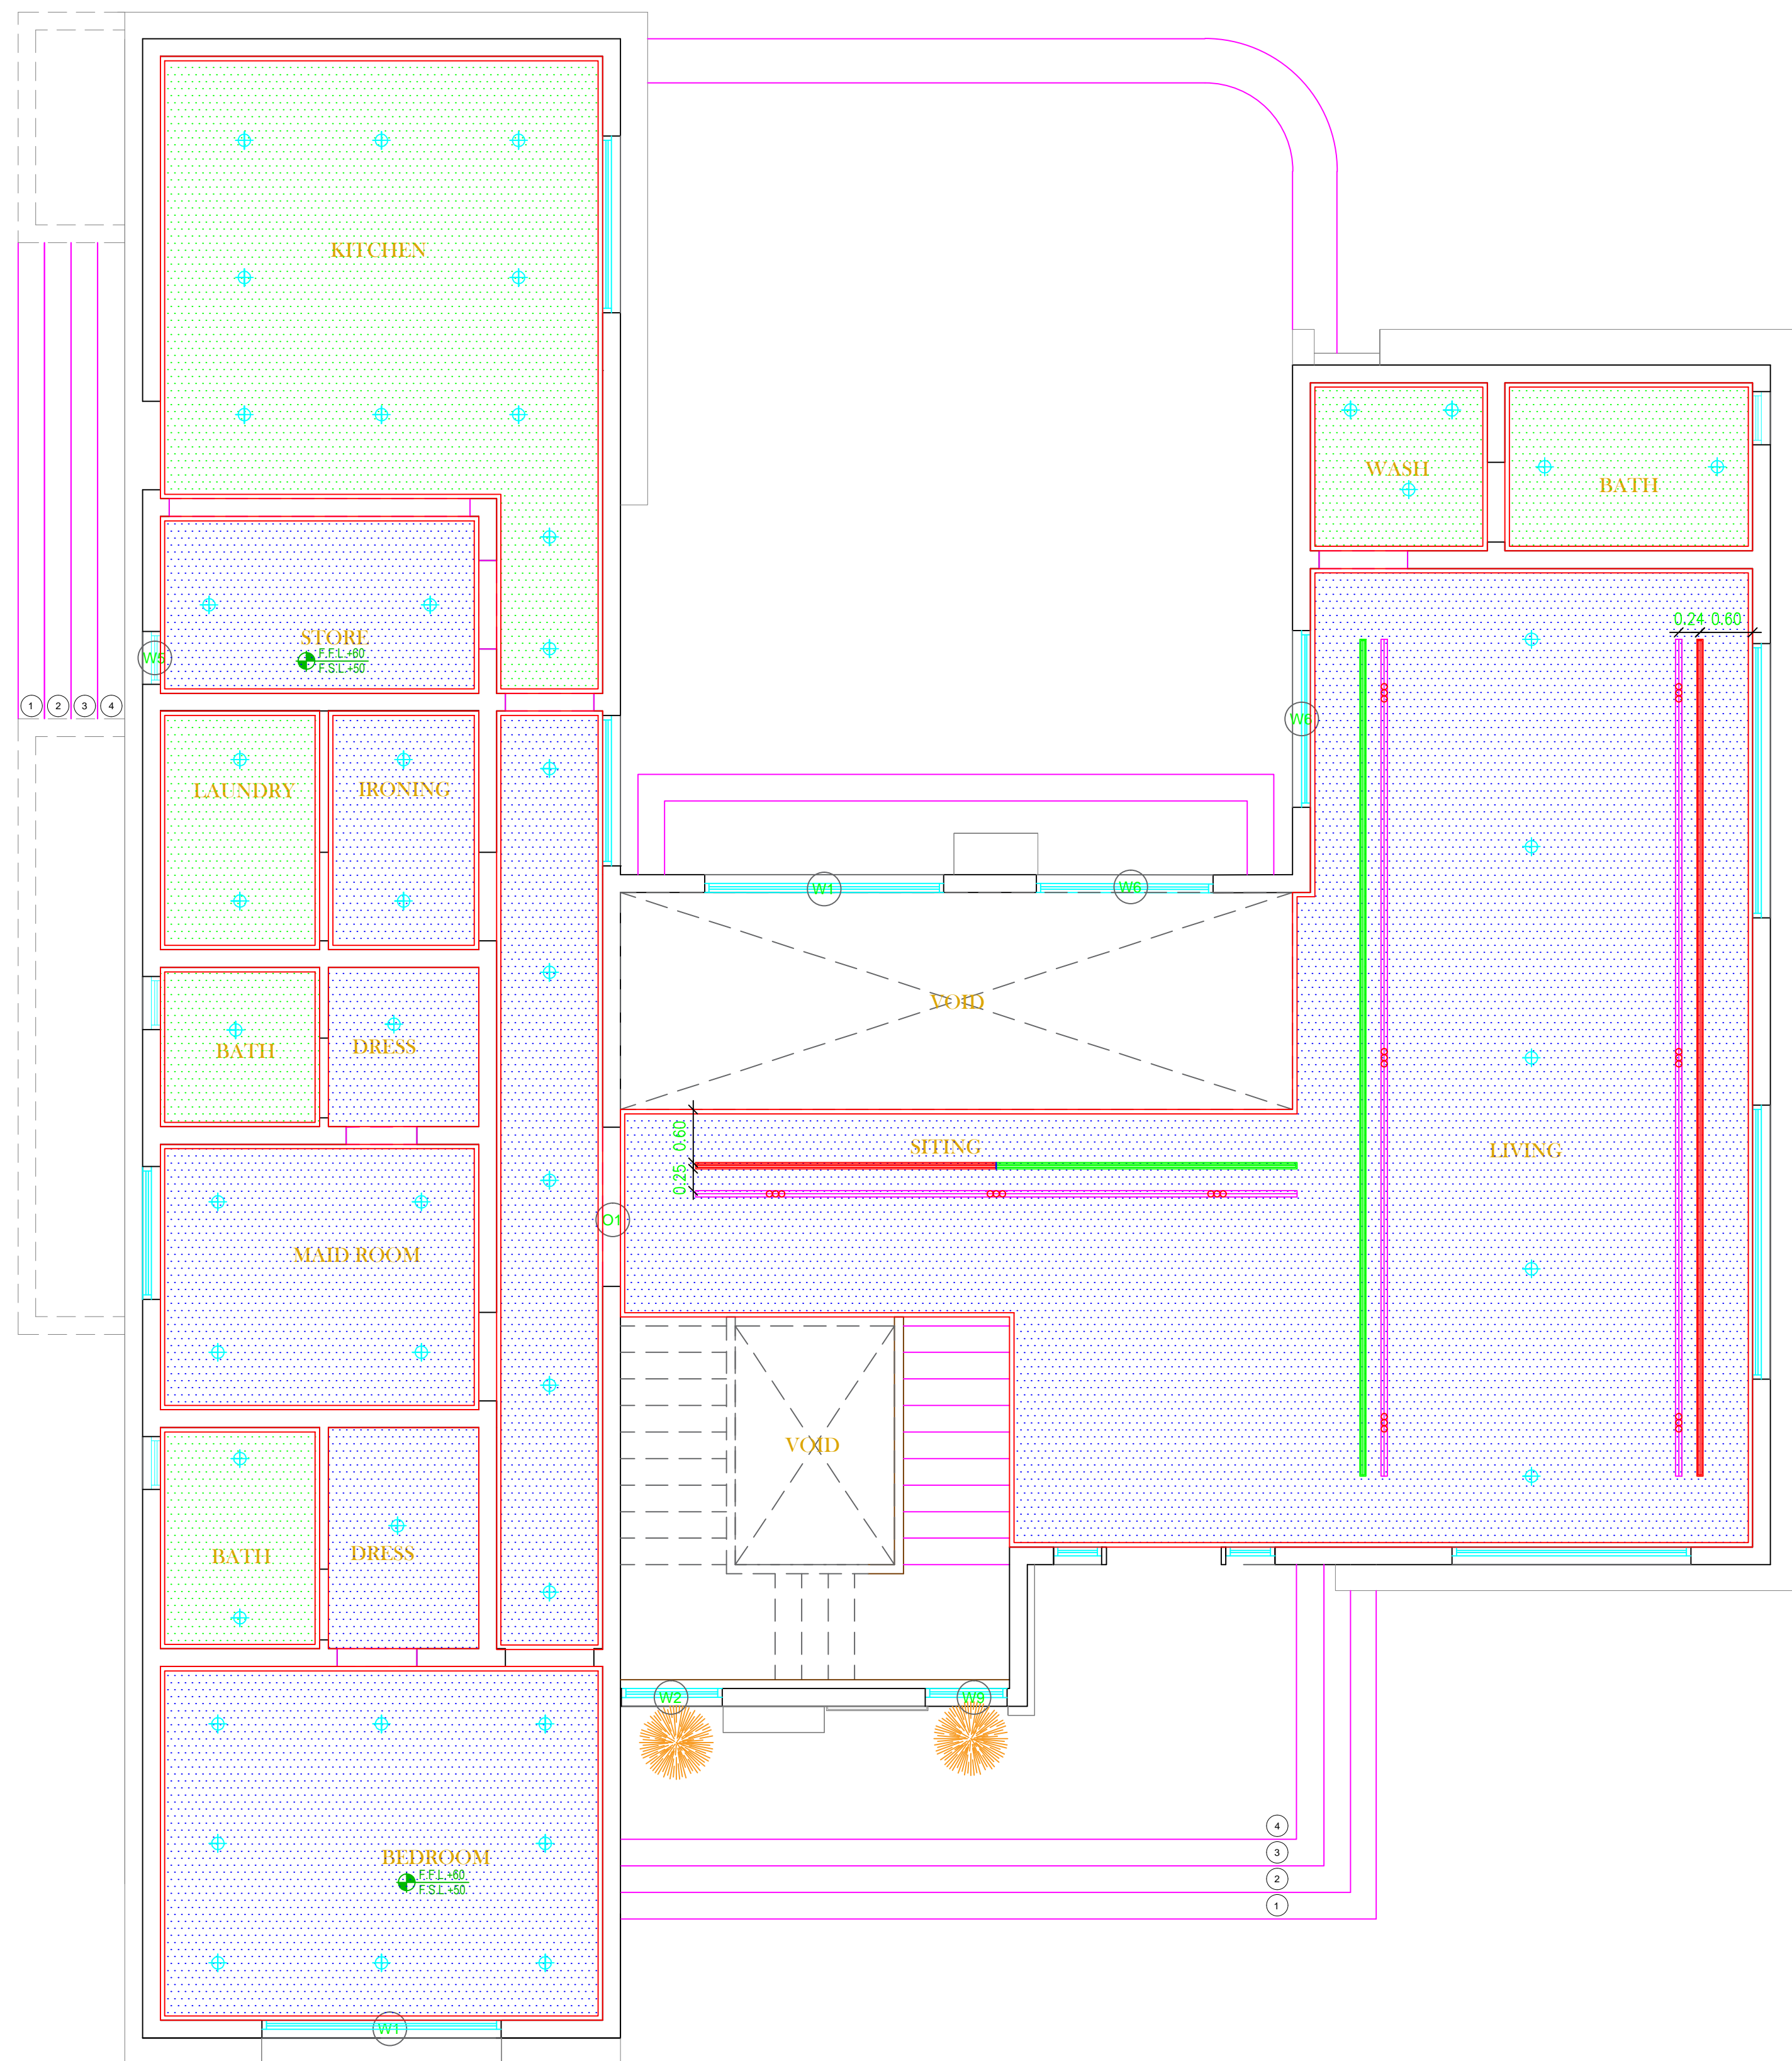 KITCHEN
WASH
BATH
0.24 0.60
STORE
F.F.L.+60
F.S.L.+50
W5
1 2 3 4
W6
LAUNDRY
IRONING
W1
W6
VOID
BATH
DRESS
0.60
0.25
SITING
LIVING
O1
MAID ROOM
VOID
BATH
DRESS
W2
W9
BEDROOM
F.F.L.+60
F.S.L.+50
4
3
2
1
W1